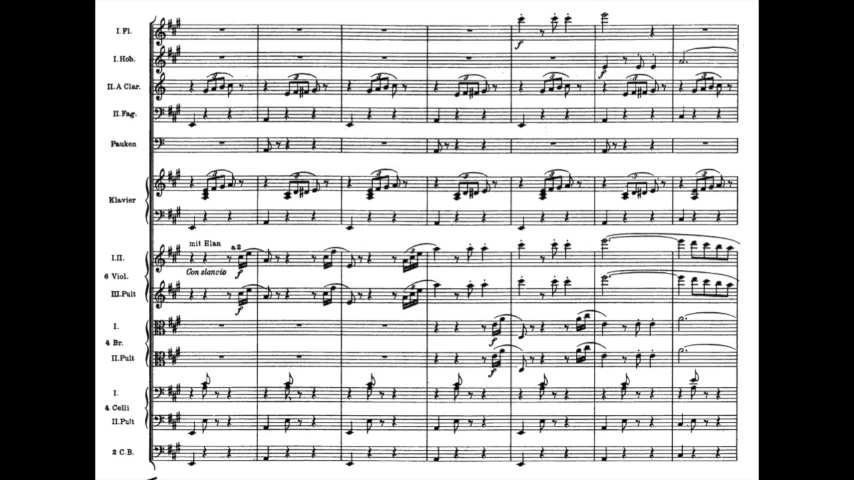 I. Fl.
I. Hob.
II. A Clar.
II. Fag.
Pauken
Klavier
mit Elan a 2
I. II.
Con slancio f
6 Viol.
III. Pult
I.
4 Br.
II. Pult
I.
4 Celli
II. Pult
2 C.B.